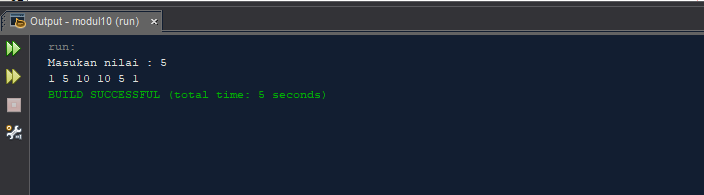 Output - modul10 (run)
run:
Masukan nilai : 5
1 5 10 10 5 1
BUILD SUCCESSFUL (total time: 5 seconds)